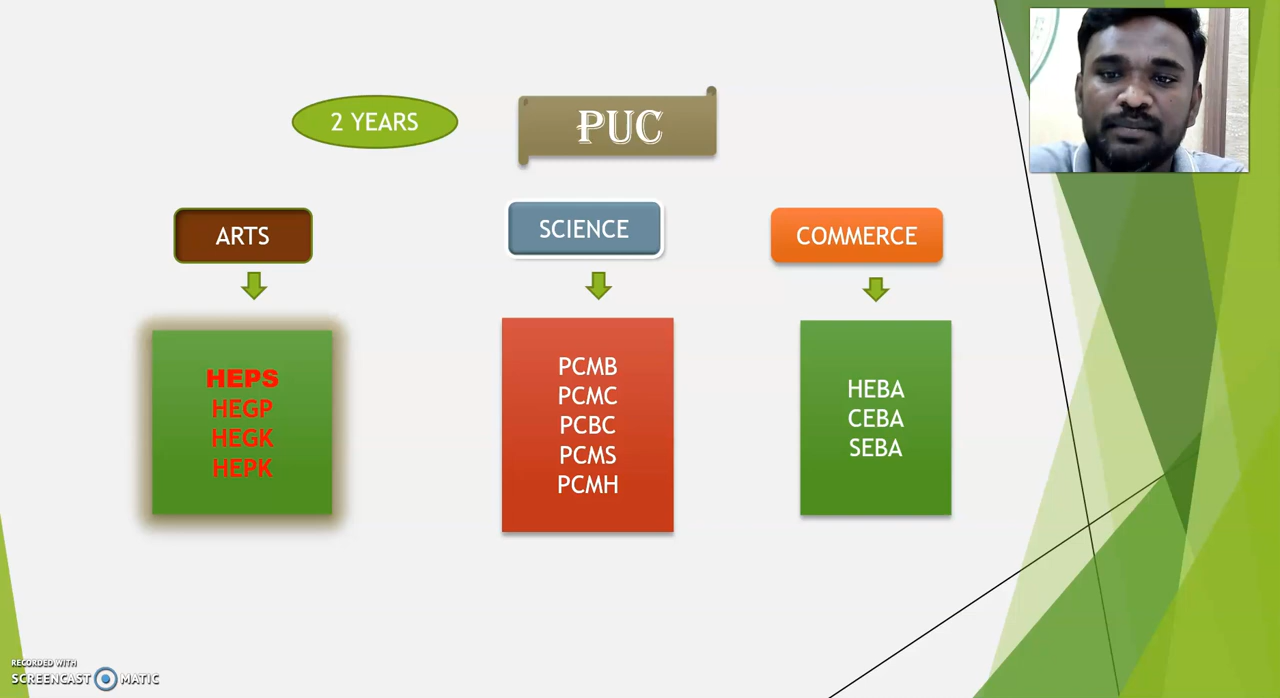 2 YEARS
PUC
ARTS
SCIENCE
COMMERCE
HEPS
HEGP
HEGK
HEPK
PCMB
PCMC
PCBC
PCMS
PCMH
HEBA
CEBA
SEBA
RECORDED WITH
SCREENCAST MATIC